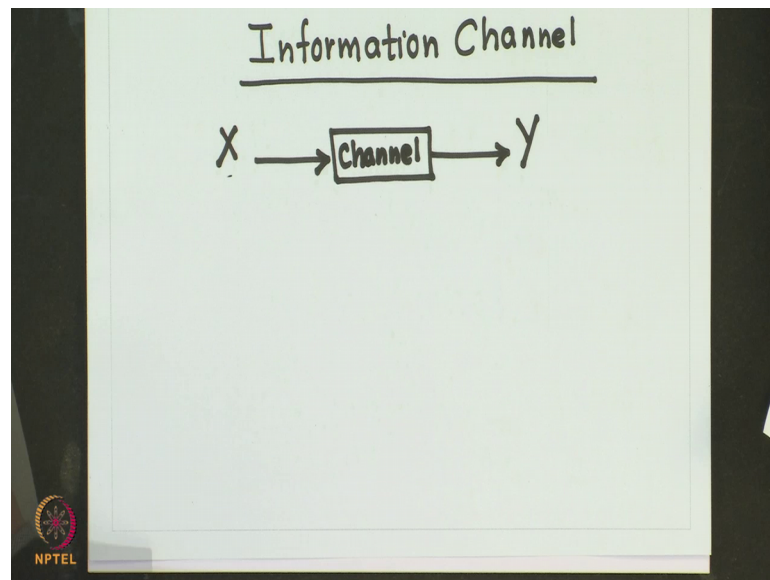 Information Channel
X → Channel → Y
NPTEL